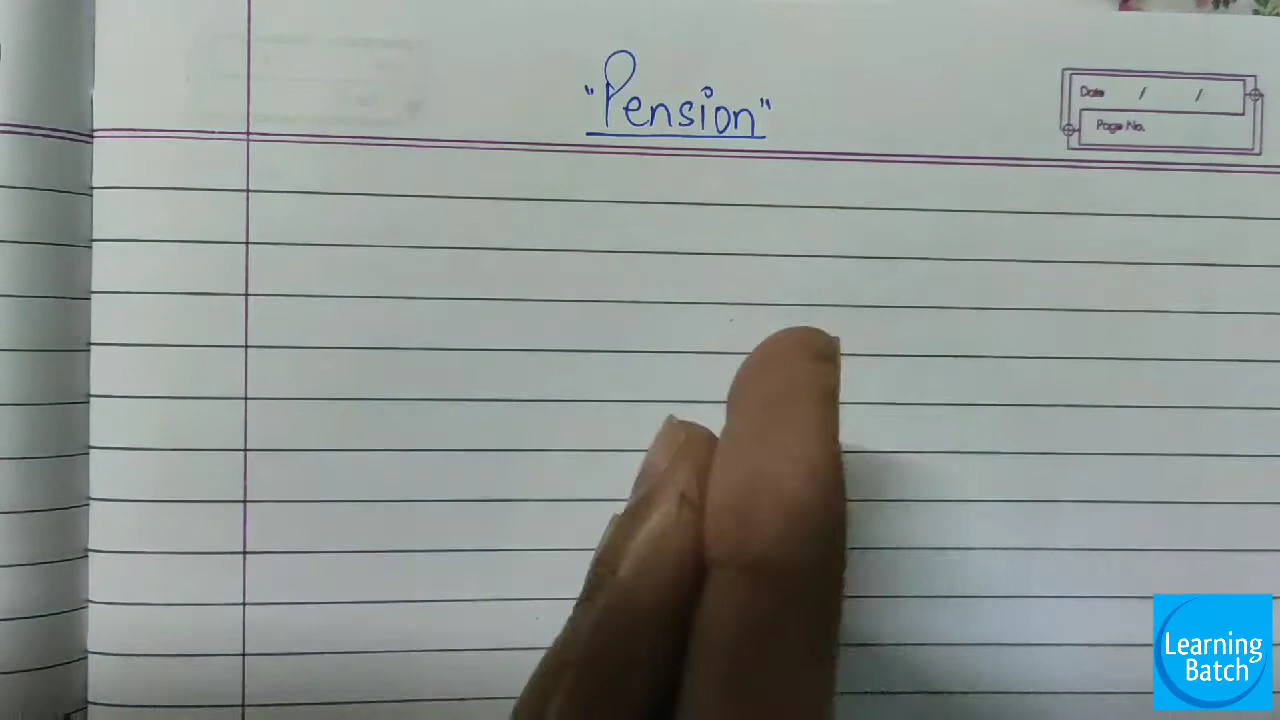 "Pension"
Date / /
Page No.
Learning
Batch